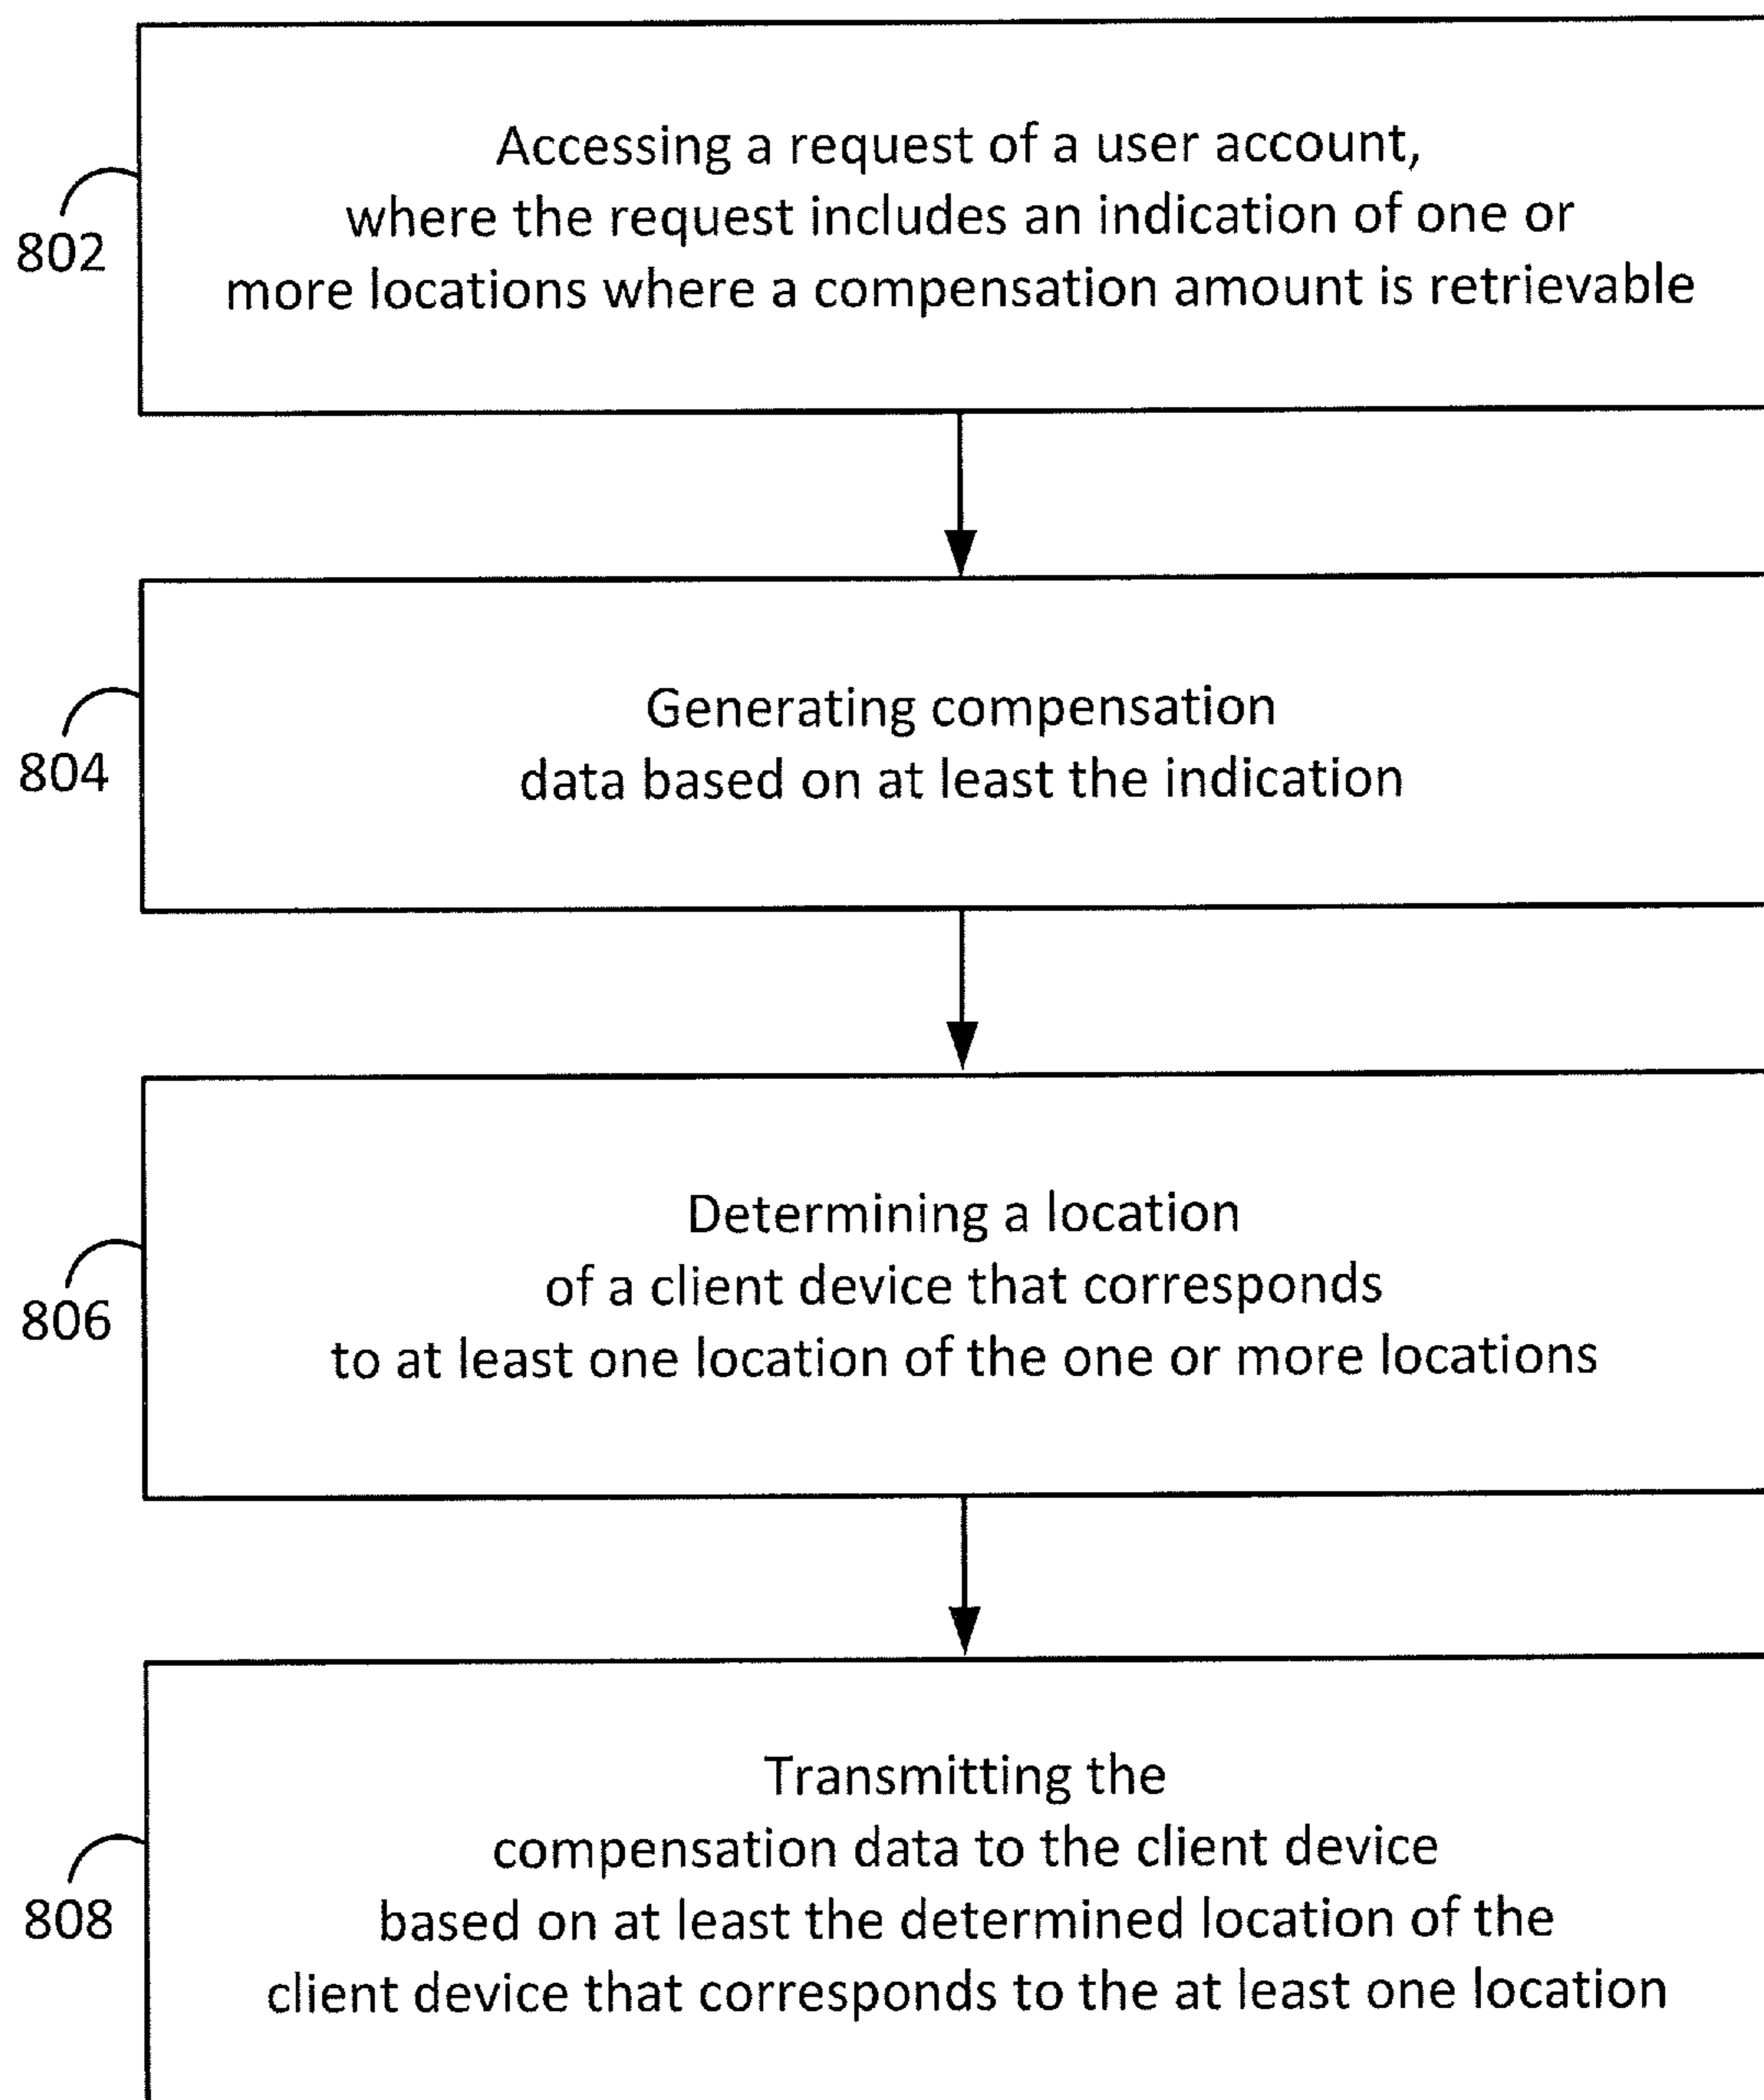 Accessing a request of a user account,
where the request includes an indication of one or
more locations where a compensation amount is retrievable
802
Generating compensation
data based on at least the indication
804
Determining a location
of a client device that corresponds
to at least one location of the one or more locations
806
Transmitting the
compensation data to the client device
based on at least the determined location of the
client device that corresponds to the at least one location
808